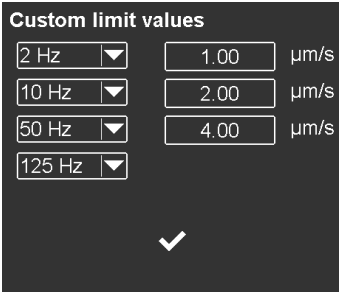 Custom limit values
2 Hz 1.00 µm/s
10 Hz 2.00 µm/s
50 Hz 4.00 µm/s
125 Hz